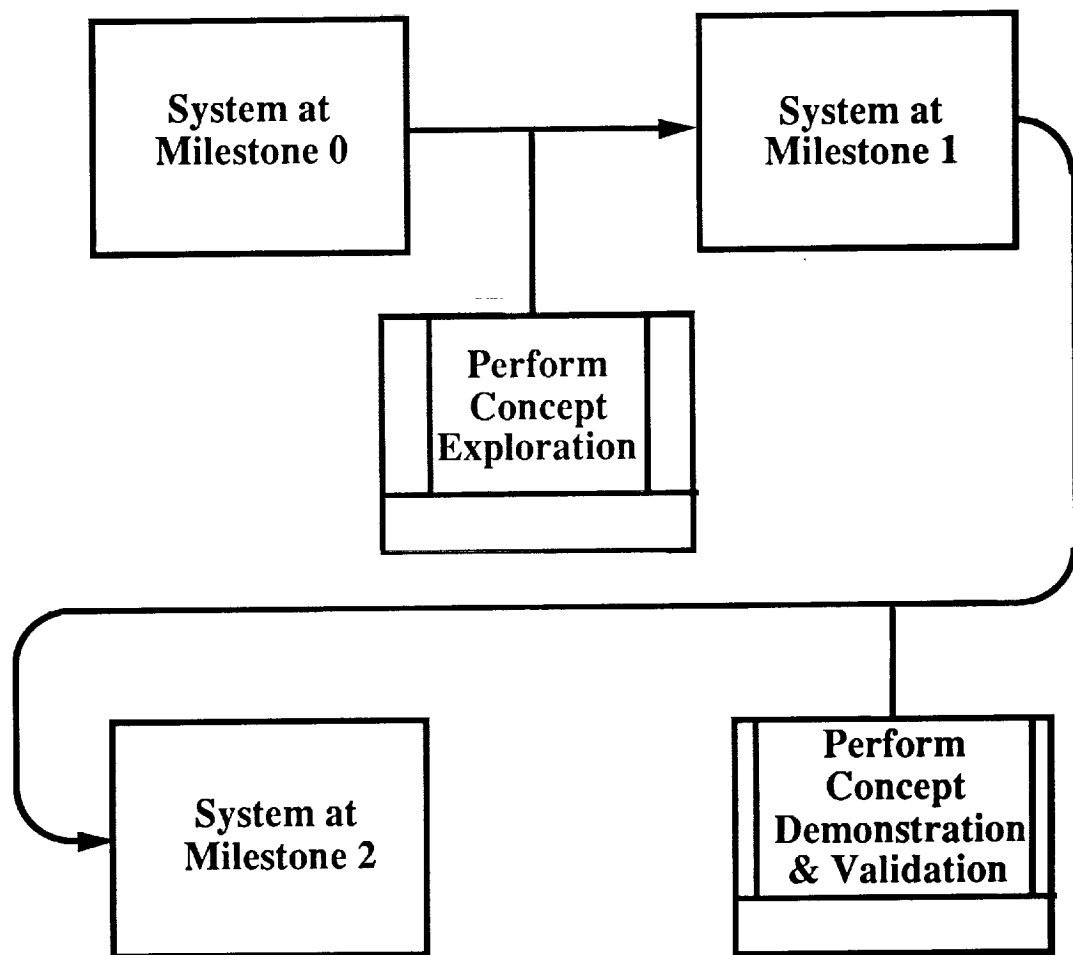 System at
Milestone 0
System at
Milestone 1
Perform
Concept
Exploration
System at
Milestone 2
Perform
Concept
Demonstration
& Validation